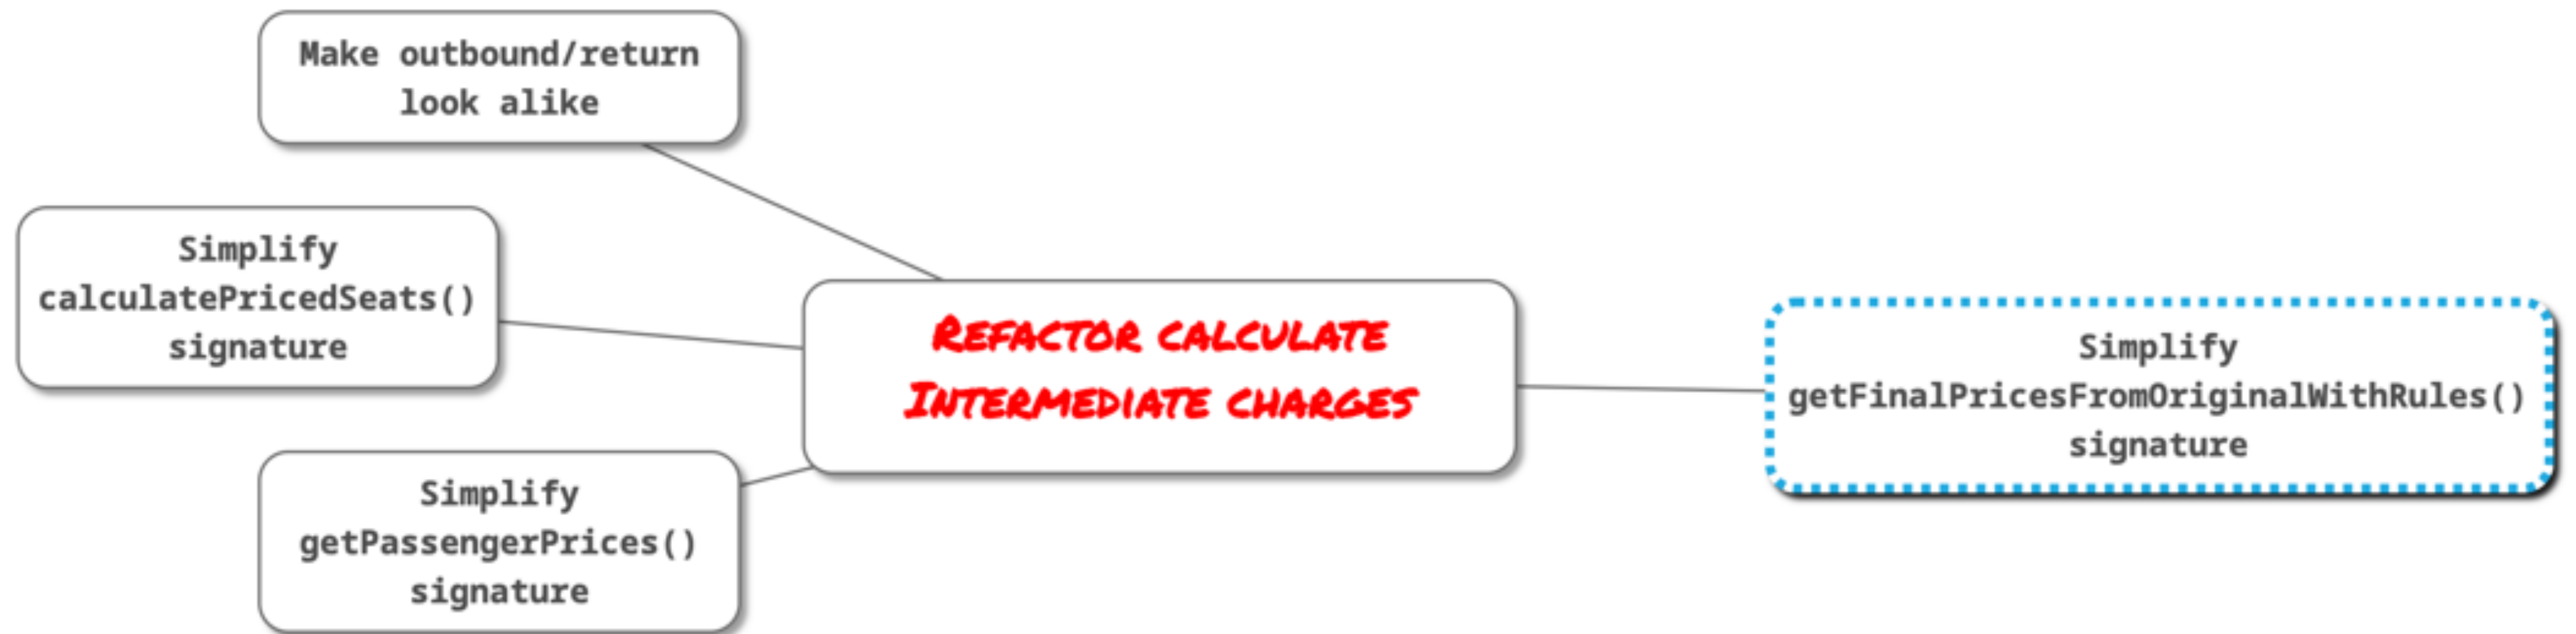 Make outbound/return
look alike
Simplify
calculatePricedSeats()
signature
Simplify
getPassengerPrices()
signature
Refactor calculate
Intermediate charges
Simplify
getFinalPricesFromOriginalWithRules()
signature